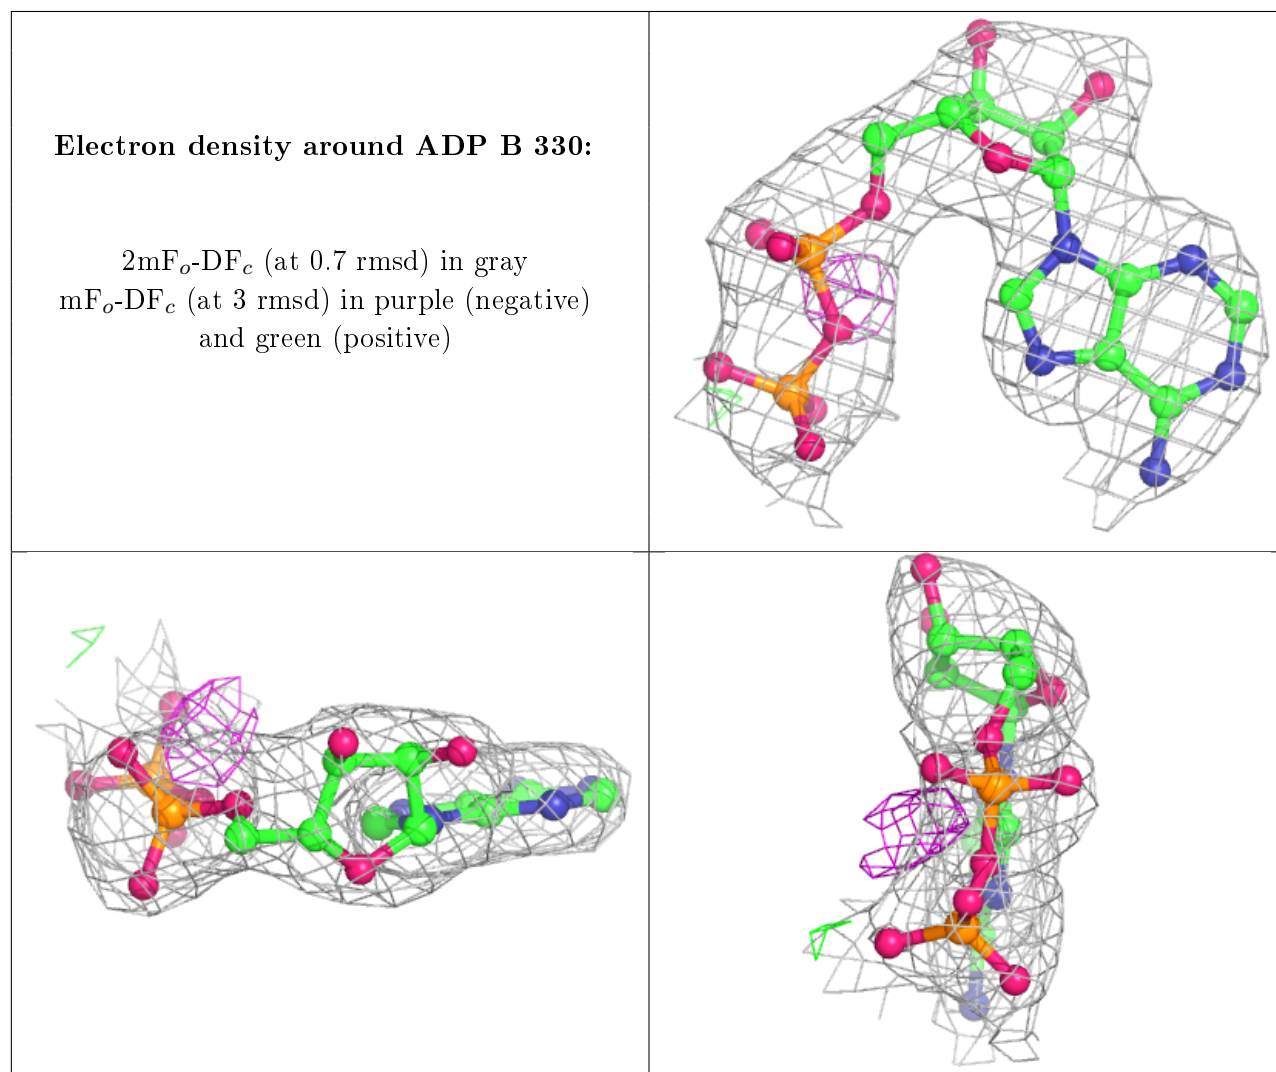 Electron density around ADP B 330:
2mFo-DFc (at 0.7 rmsd) in gray
mFo-DFc (at 3 rmsd) in purple (negative)
and green (positive)